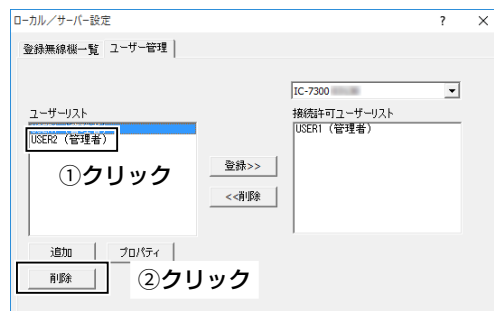 ローカル／サーバー設定 ? ×
登録無線機一覧 ユーザー管理
IC-7300
ユーザーリスト 接続許可ユーザーリスト
USER2 (管理者) USER1 (管理者)
登録>>
①クリック
<<削除
追加 プロパティ
削除 ②クリック